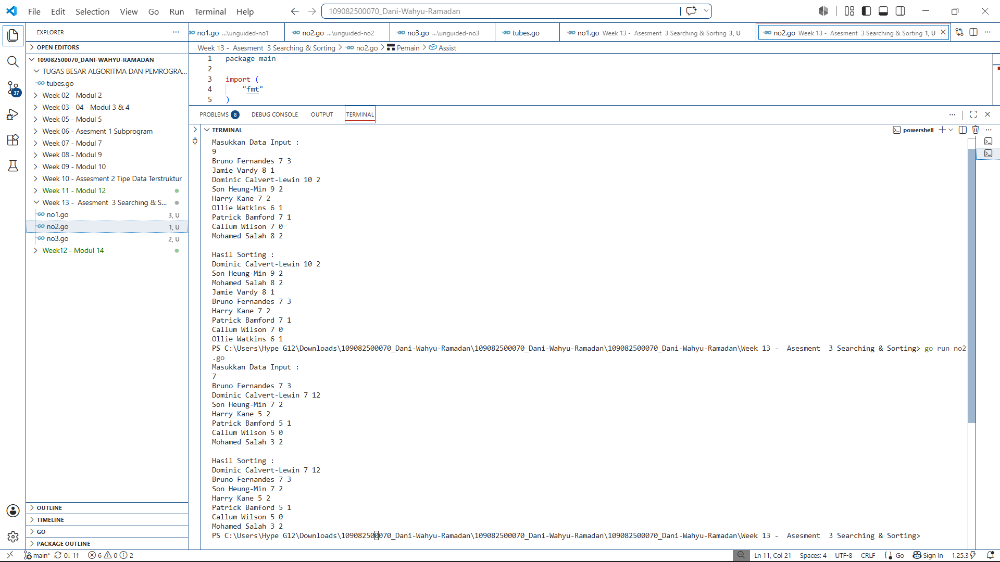 File Edit Selection View Go Run Terminal Help
109082500070_Dani-Wahyu-Ramadan
EXPLORER
OPEN EDITORS
109082500070_DANI-WAHYU-RAMADAN
TUGAS BESAR ALGORITMA DAN PEMROGRA...
tubes.go
Week 02 - Modul 2
Week 03 - 04 - Modul 3 & 4
Week 05 - Modul 5
Week 06 - Asesment 1 Subprogram
Week 07 - Modul 7
Week 08 - Modul 9
Week 09 - Modul 10
Week 10 - Assesment 2 Tipe Data Terstruktur
Week 11 - Modul 12
Week 13 -  Asesment  3 Searching & S...
no1.go 3, U
no2.go 1, U
no3.go 2, U
Week12 - Modul 14
OUTLINE
TIMELINE
GO
PACKAGE OUTLINE
37
no1.go ...\unguided-no1
no2.go ...\unguided-no2
no3.go ...\unguided-no3
tubes.go
no1.go Week 13 -  Asesment  3 Searching & Sorting 3, U
no2.go Week 13 -  Asesment  3 Searching & Sorting 1, U
Week 13 -  Asesment  3 Searching & Sorting > no2.go > Pemain > Assist
1 package main
2
3 import (
4 "fmt"
5 )
PROBLEMS 8 DEBUG CONSOLE OUTPUT TERMINAL
TERMINAL
powershell
Masukkan Data Input :
9
Bruno Fernandes 7 3
Jamie Vardy 8 1
Dominic Calvert-Lewin 10 2
Son Heung-Min 9 2
Harry Kane 7 2
Ollie Watkins 6 1
Patrick Bamford 7 1
Callum Wilson 7 0
Mohamed Salah 8 2
Hasil Sorting :
Dominic Calvert-Lewin 10 2
Son Heung-Min 9 2
Mohamed Salah 8 2
Jamie Vardy 8 1
Bruno Fernandes 7 3
Harry Kane 7 2
Patrick Bamford 7 1
Callum Wilson 7 0
Ollie Watkins 6 1
PS C:\Users\Hype G12\Downloads\109082500070_Dani-Wahyu-Ramadan\109082500070_Dani-Wahyu-Ramadan\109082500070_Dani-Wahyu-Ramadan\Week 13 -  Asesment  3 Searching & Sorting> go run no2
.go
Masukkan Data Input :
7
Bruno Fernandes 7 3
Dominic Calvert-Lewin 7 12
Son Heung-Min 7 2
Harry Kane 5 2
Patrick Bamford 5 1
Callum Wilson 5 0
Mohamed Salah 3 2
Hasil Sorting :
Dominic Calvert-Lewin 7 12
Bruno Fernandes 7 3
Son Heung-Min 7 2
Harry Kane 5 2
Patrick Bamford 5 1
Callum Wilson 5 0
Mohamed Salah 3 2
PS C:\Users\Hype G12\Downloads\109082500070_Dani-Wahyu-Ramadan\109082500070_Dani-Wahyu-Ramadan\109082500070_Dani-Wahyu-Ramadan\Week 13 -  Asesment  3 Searching & Sorting>
main* 0↓ 1↑ 6 0 2
Ln 11, Col 21 Spaces: 4 UTF-8 CRLF { } Go Sign In 1.25.3